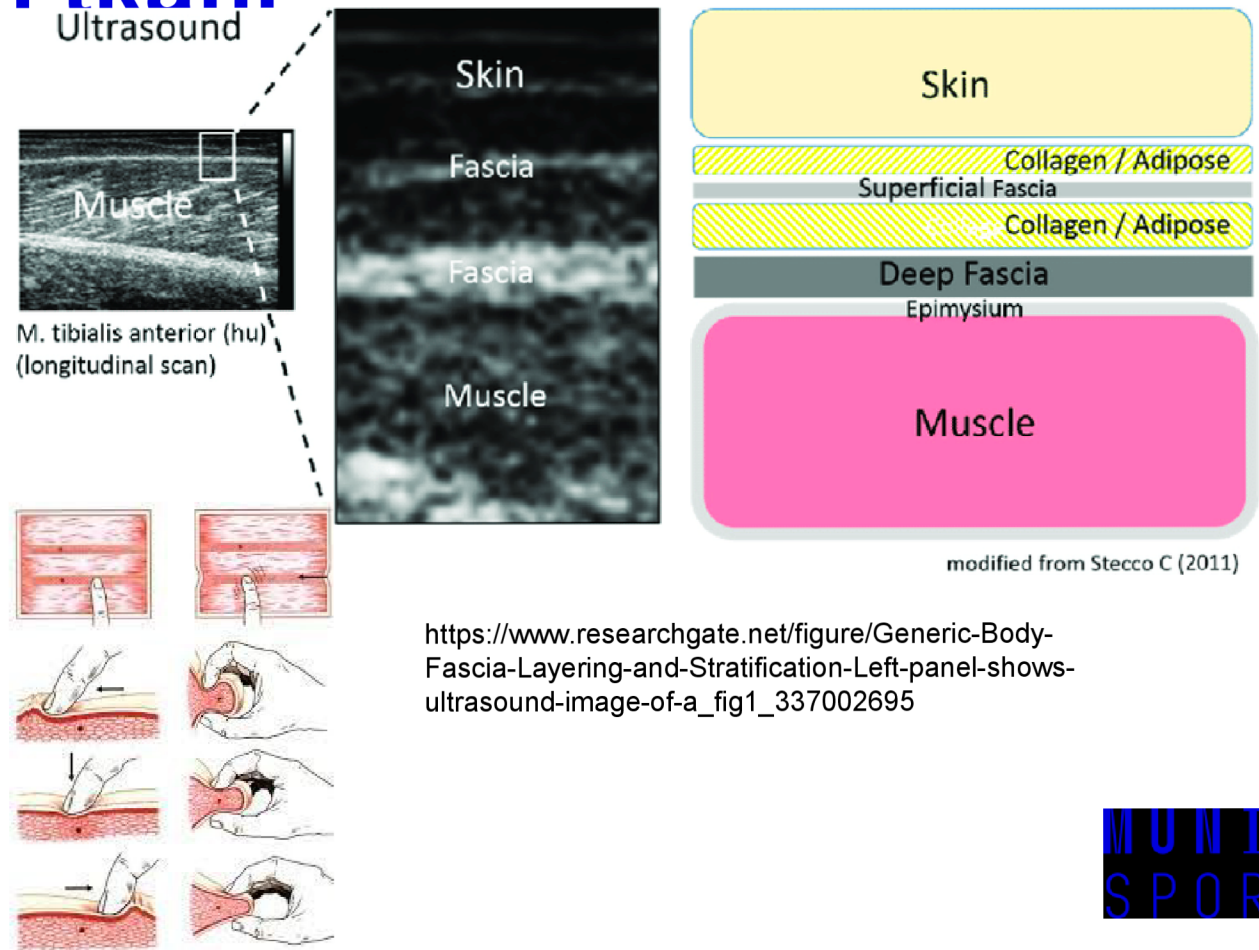 Ultrasound
Muscle
M. tibialis anterior (hu)
(longitudinal scan)
Skin
Fascia
Fascia
Muscle
Skin
Collagen / Adipose
Superficial Fascia
Collagen / Adipose
Deep Fascia
Epimysium
Muscle
modified from Stecco C (2011)
https://www.researchgate.net/figure/Generic-Body-
Fascia-Layering-and-Stratification-Left-panel-shows-
ultrasound-image-of-a_fig1_337002695
MUNI
SPOR